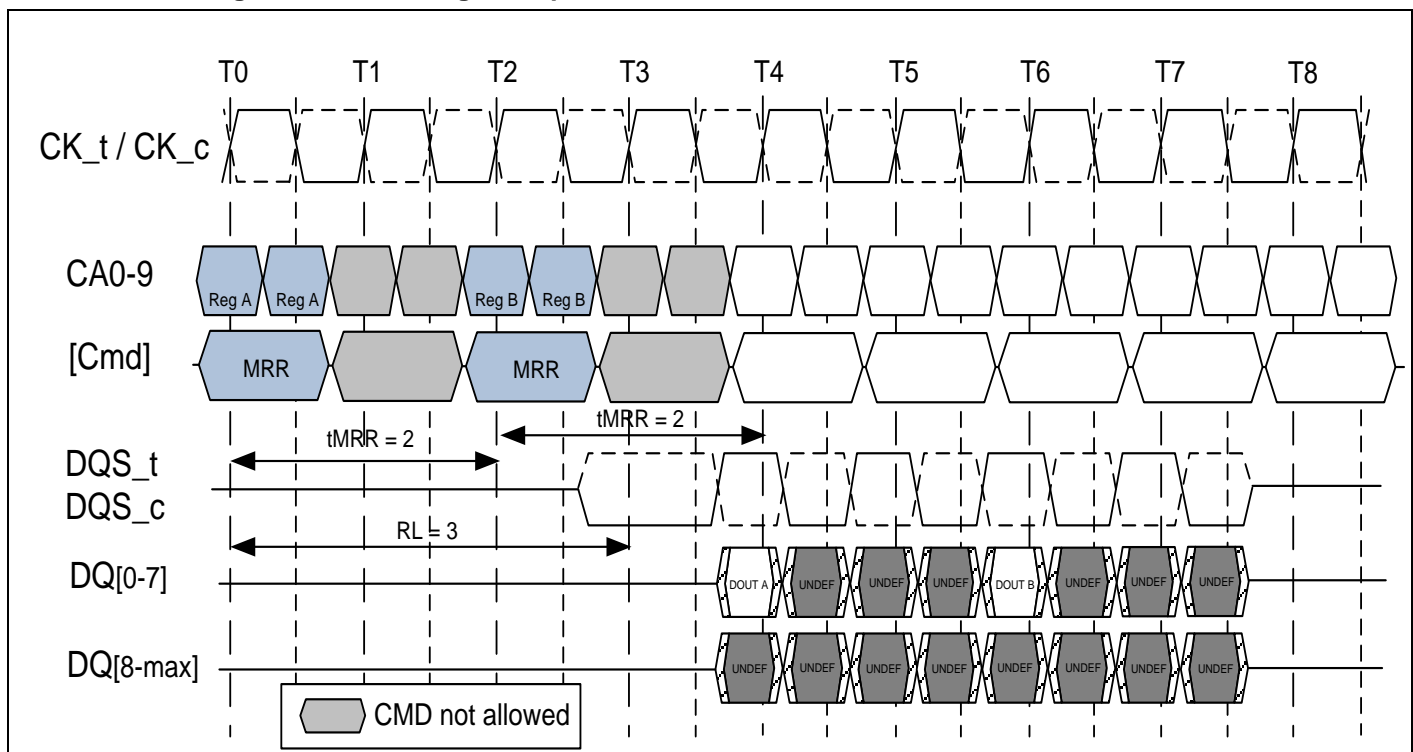 T0 T1 T2 T3 T4 T5 T6 T7 T8
CK_t / CK_c
CA0-9 Reg A Reg A Reg B Reg B
[Cmd] MRR MRR
tMRR = 2 tMRR = 2
DQS_t
DQS_c
RL = 3
DQ[0-7] DOUT A UNDEF UNDEF UNDEF DOUT B UNDEF UNDEF UNDEF
DQ[8-max] UNDEF UNDEF UNDEF UNDEF UNDEF UNDEF UNDEF UNDEF
CMD not allowed